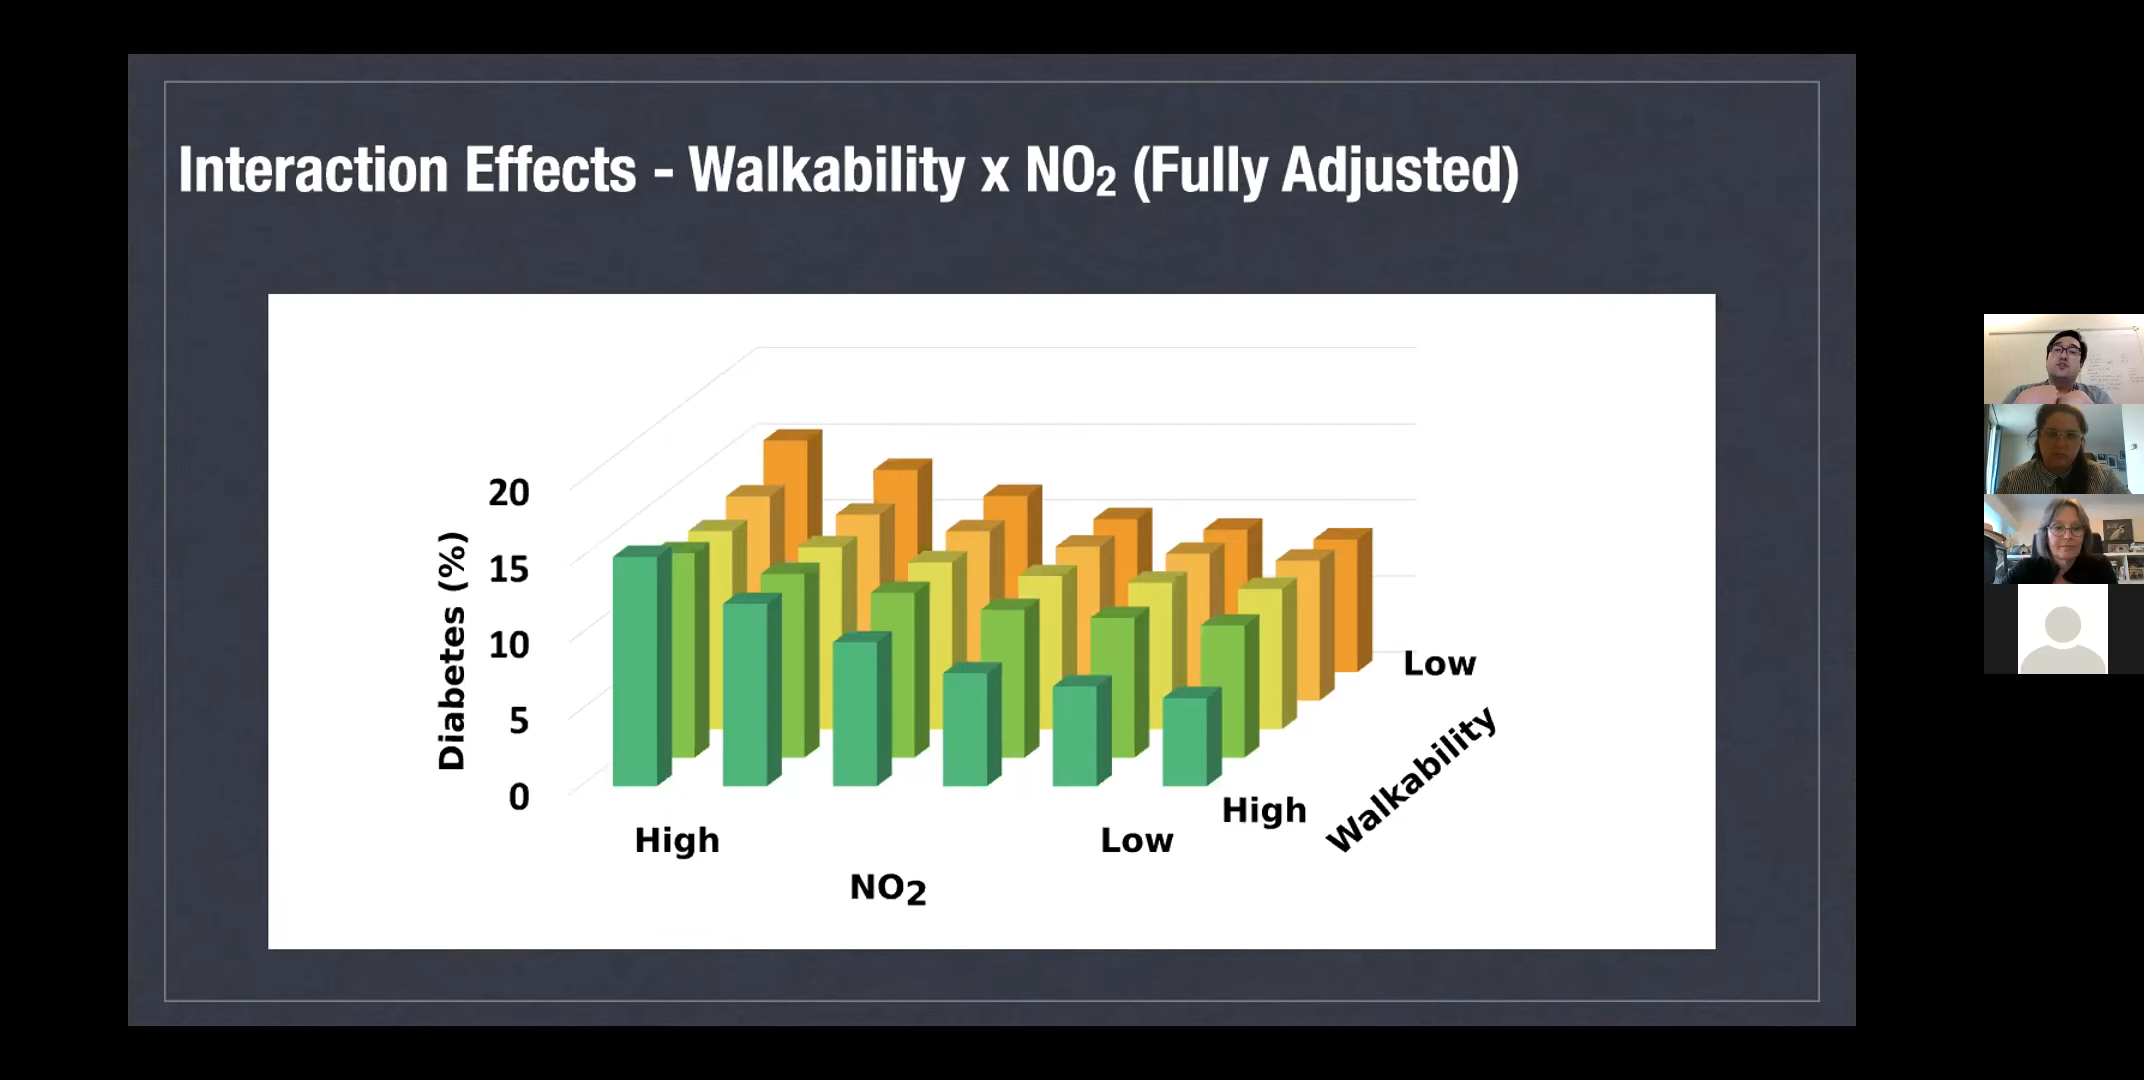 Interaction Effects - Walkability x NO₂ (Fully Adjusted)
20
15
10
5
0
Diabetes (%)
High
Low
NO₂
High
Low
Walkability